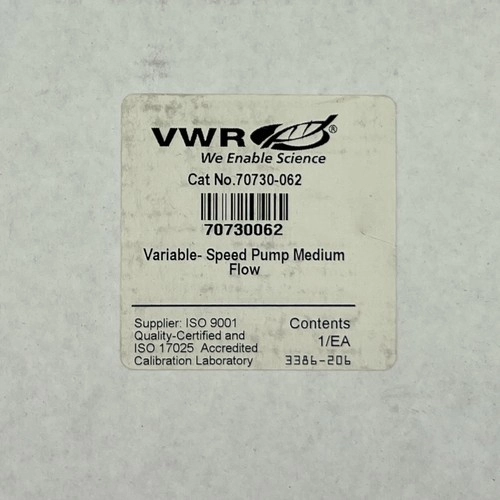 VWR®
We Enable Science
Cat No.70730-062
70730062
Variable- Speed Pump Medium
Flow
Supplier: ISO 9001
Quality-Certified and
ISO 17025 Accredited
Calibration Laboratory
Contents
1/EA
3386-206